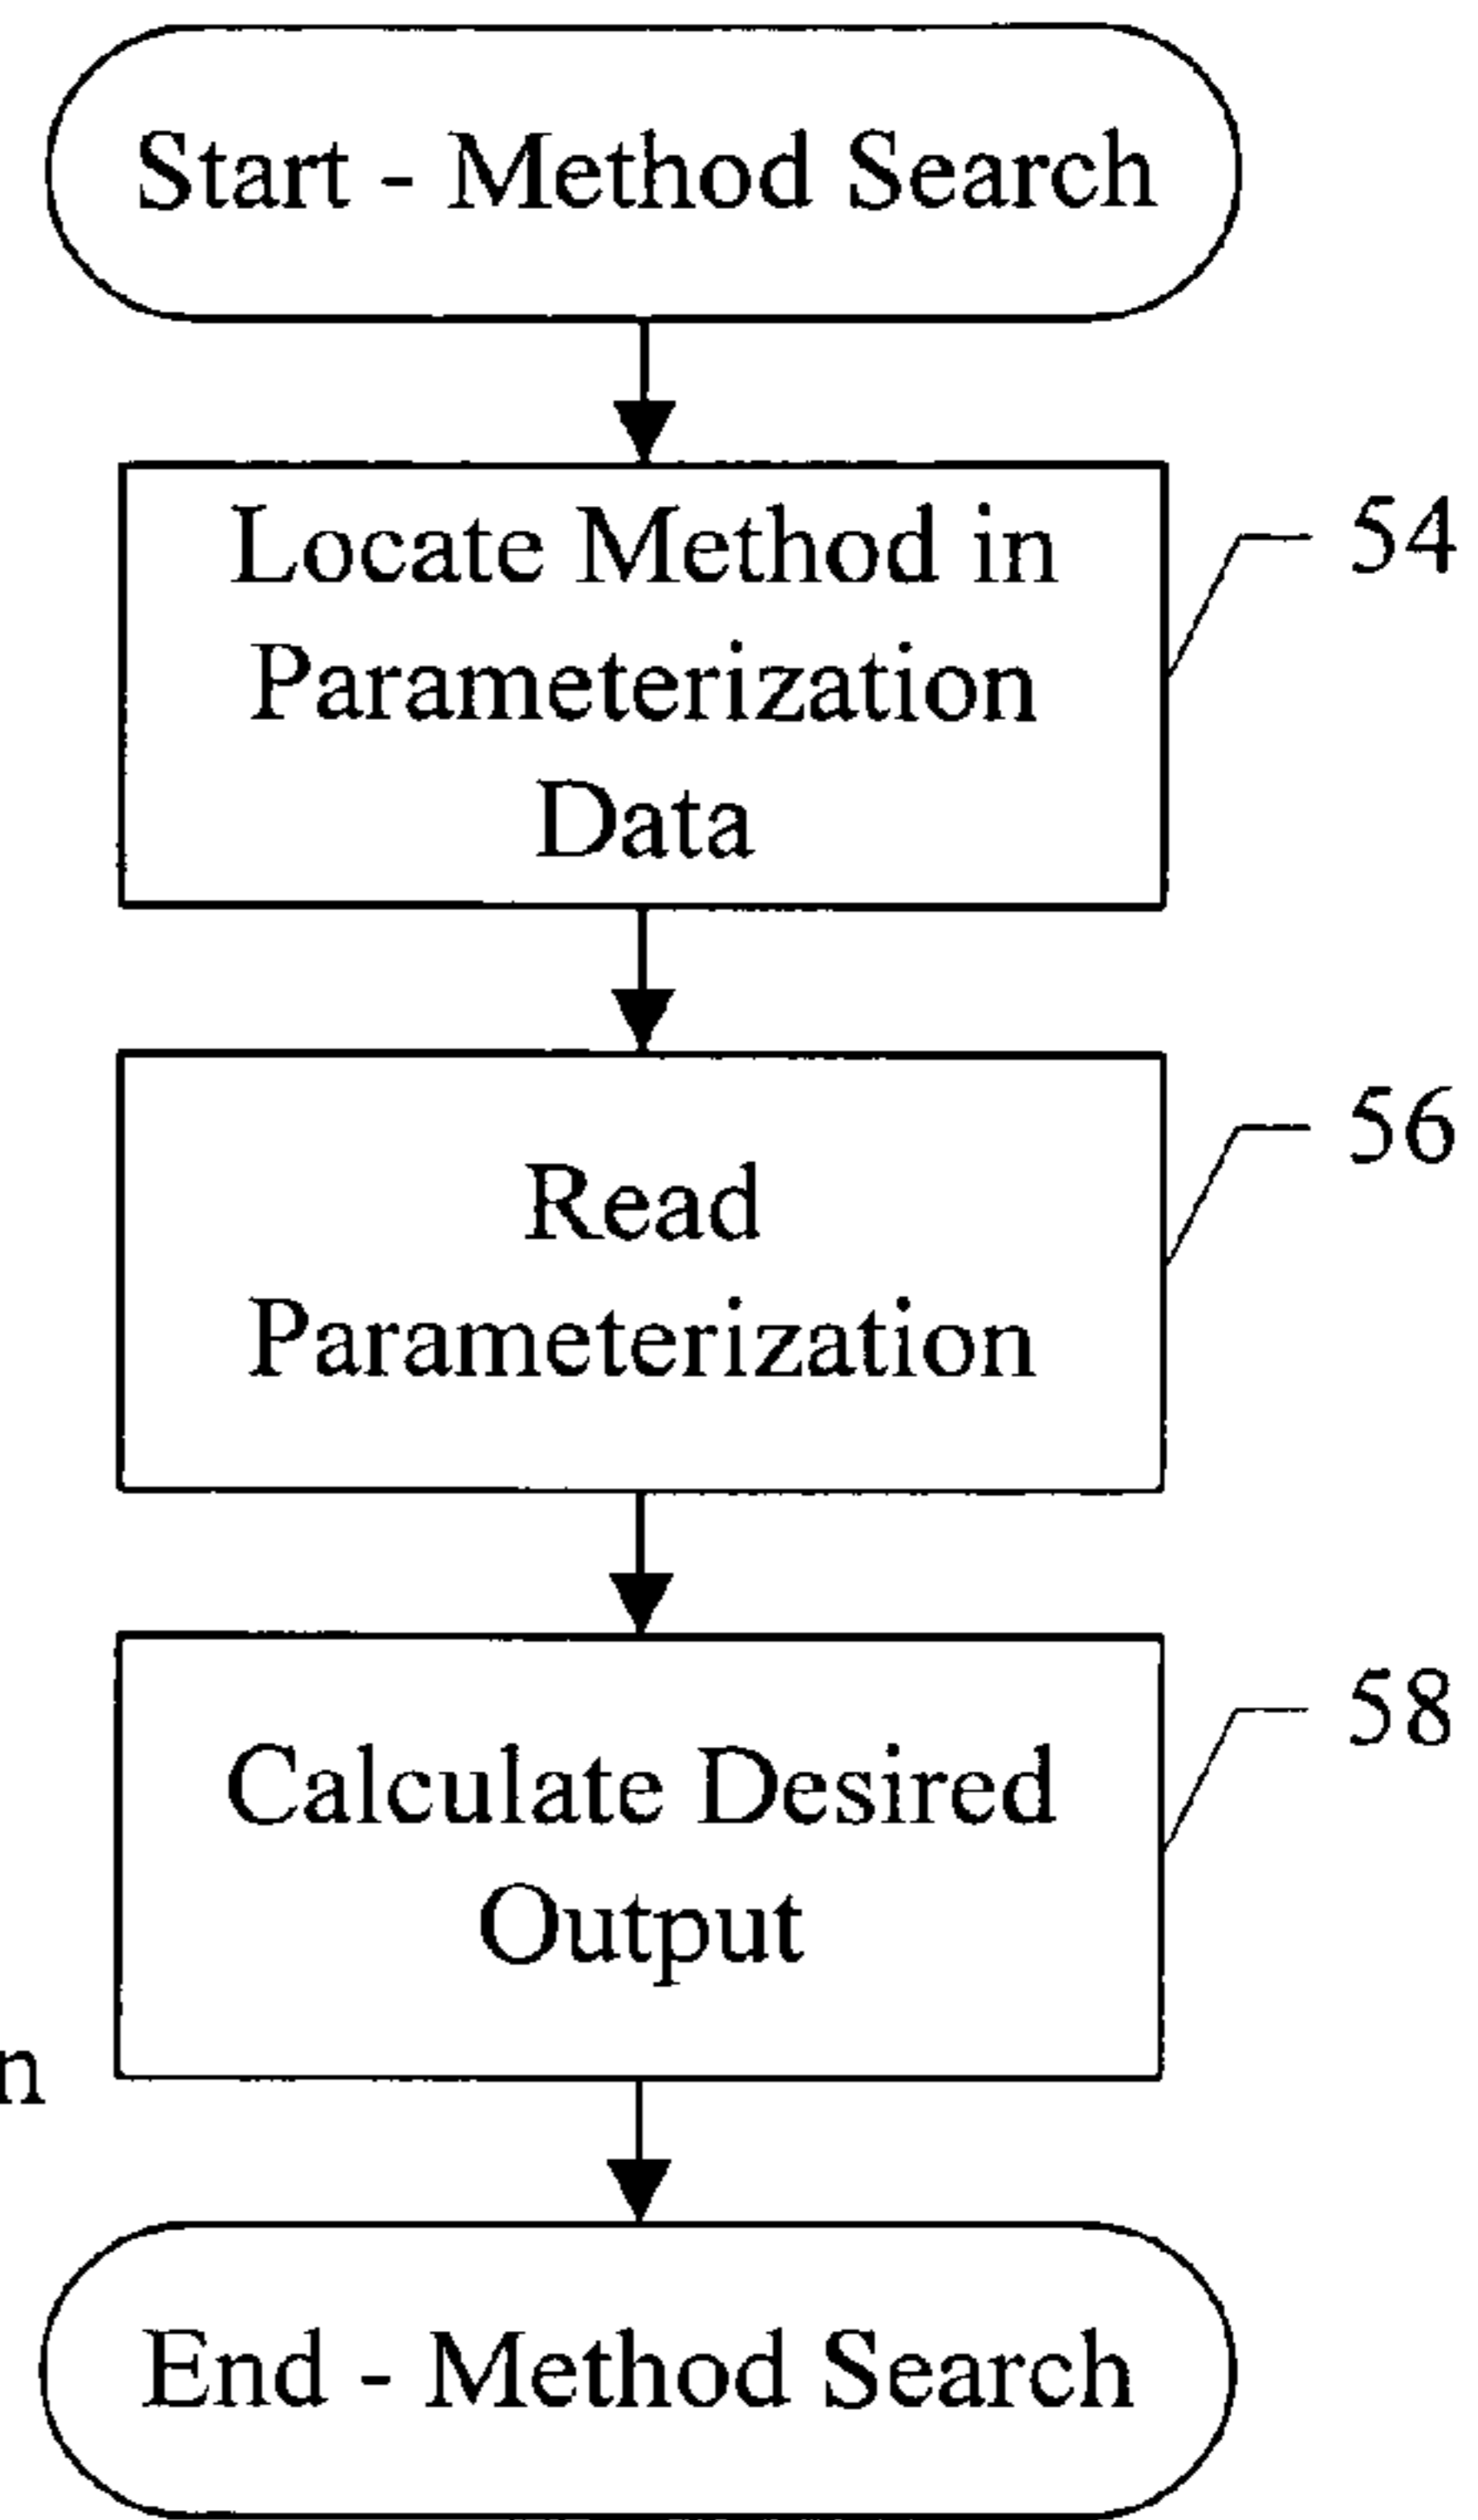 Start - Method Search
Locate Method in
Parameterization
Data
54
Read
Parameterization
56
Calculate Desired
Output
58
n
End - Method Search